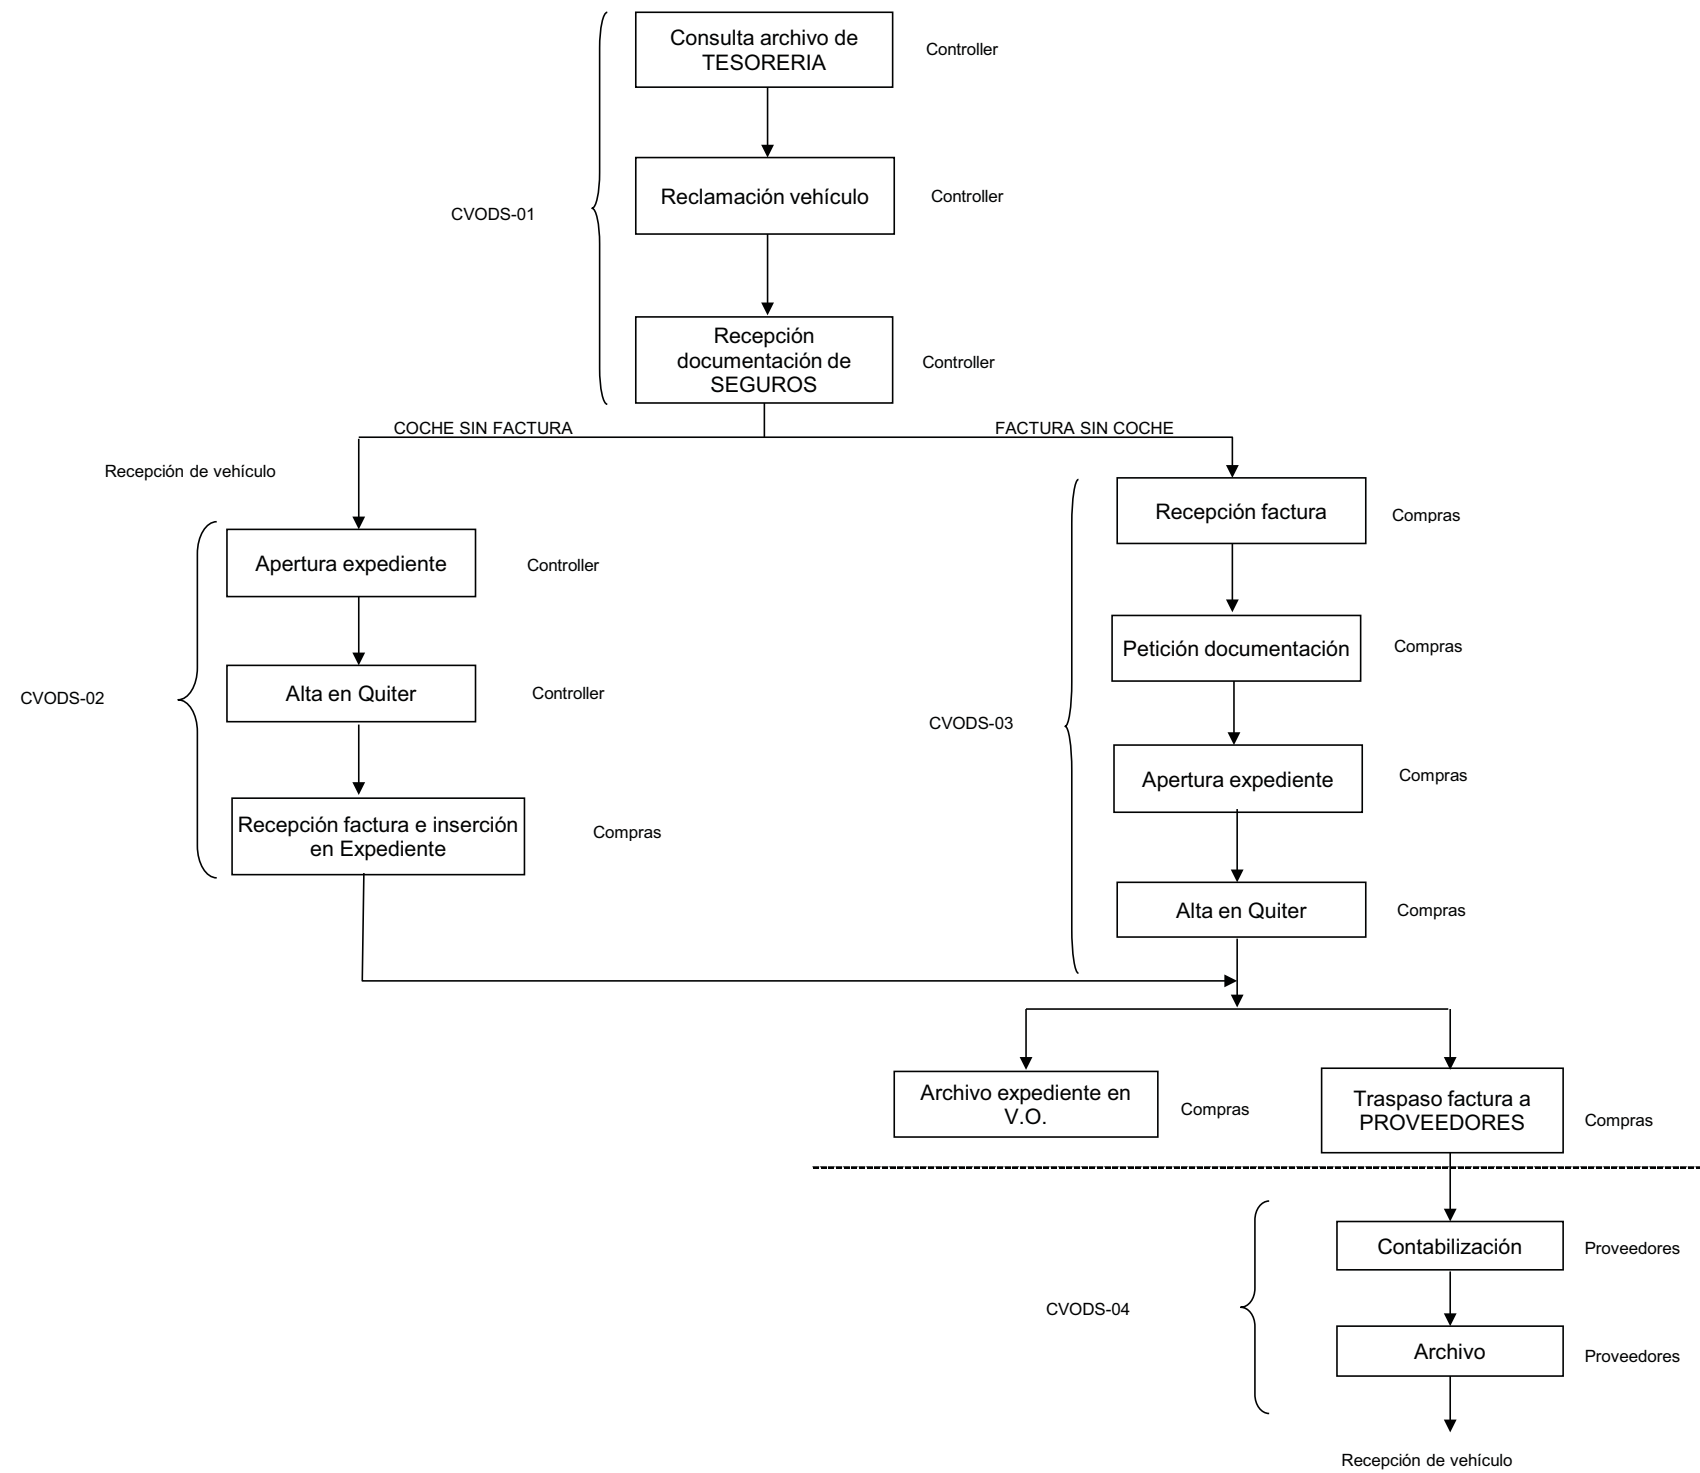 Consulta archivo de
TESORERIA
Controller
Reclamación vehículo
Controller
CVODS-01
Recepción
documentación de
SEGUROS
Controller
COCHE SIN FACTURA
FACTURA SIN COCHE
Recepción de vehículo
Apertura expediente
Controller
Alta en Quiter
Controller
CVODS-02
Recepción factura e inserción
en Expediente
Compras
Recepción factura
Compras
Petición documentación
Compras
CVODS-03
Apertura expediente
Compras
Alta en Quiter
Compras
Archivo expediente en
V.O.
Compras
Traspaso factura a
PROVEEDORES
Compras
Contabilización
Proveedores
CVODS-04
Archivo
Proveedores
Recepción de vehículo